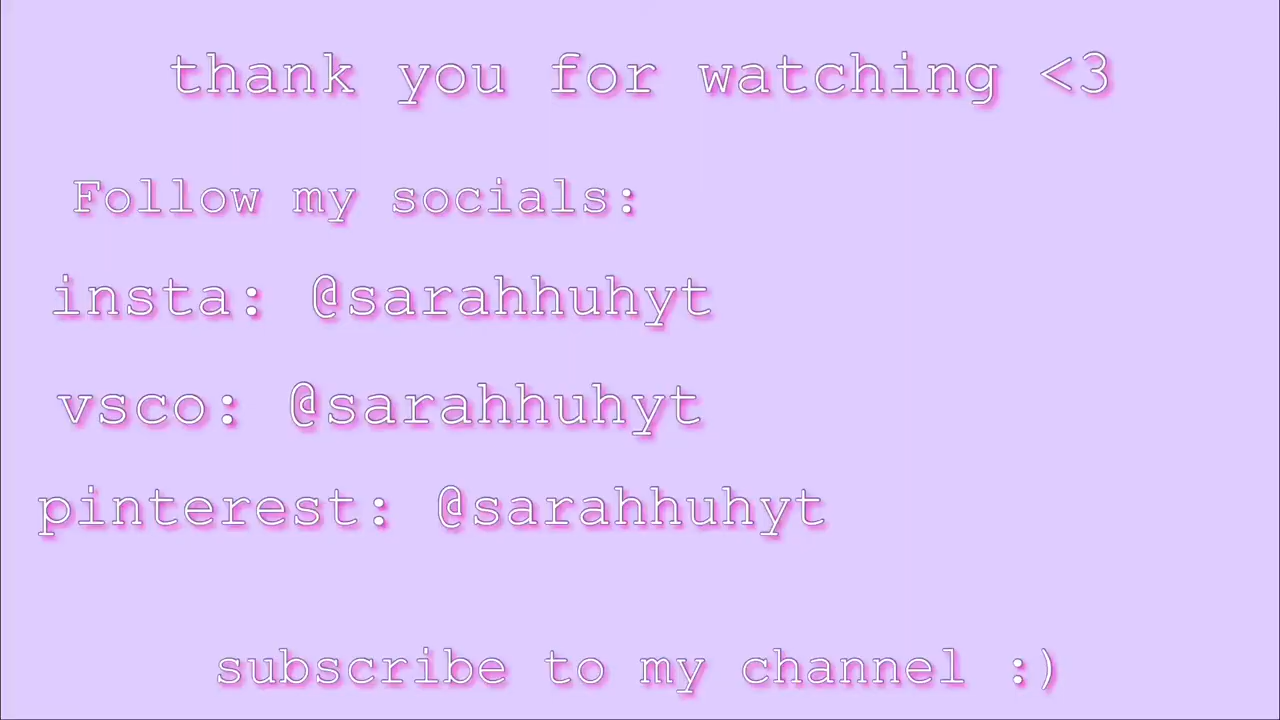 thank you for watching <3
Follow my socials:
insta: @sarahhuhyt
vsco: @sarahhuhyt
pinterest: @sarahhuhyt
subscribe to my channel :)